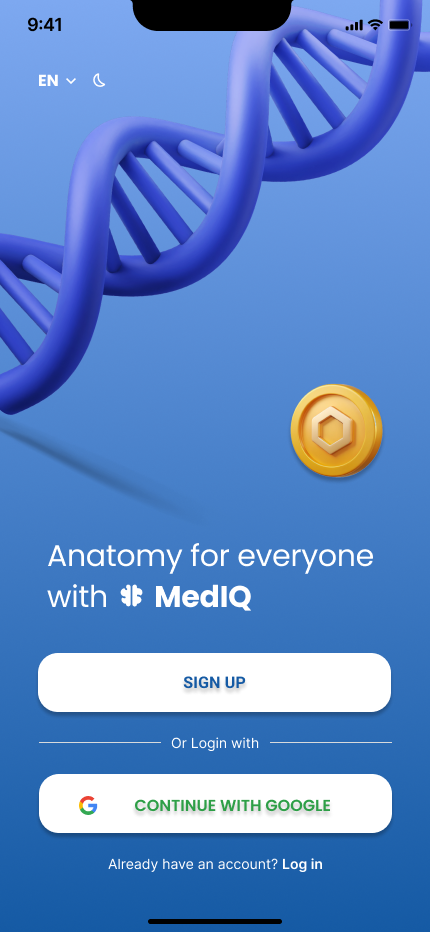 9:41
EN
Anatomy for everyone
with MedIQ
SIGN UP
Or Login with
CONTINUE WITH GOOGLE
Already have an account? Log in